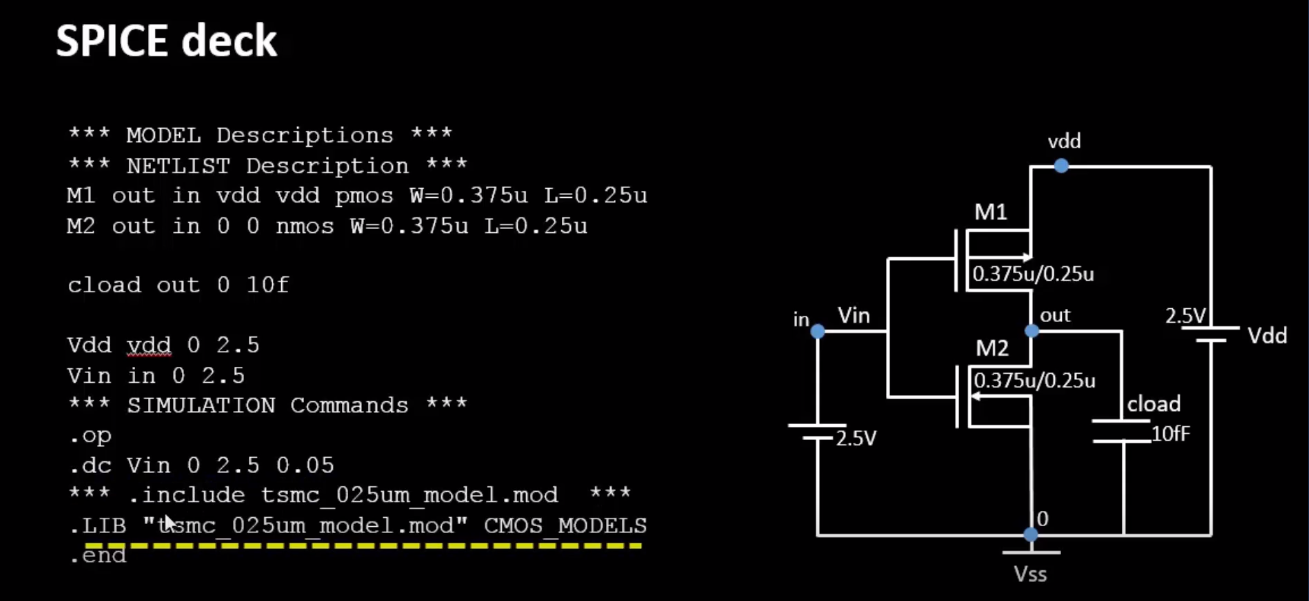 SPICE deck
*** MODEL Descriptions ***
*** NETLIST Description ***
M1 out in vdd vdd pmos W=0.375u L=0.25u
M2 out in 0 0 nmos W=0.375u L=0.25u
cload out 0 10f
Vdd vdd 0 2.5
Vin in 0 2.5
*** SIMULATION Commands ***
.op
.dc Vin 0 2.5 0.05
*** .include tsmc_025um_model.mod ***
.LIB "tsmc_025um_model.mod" CMOS_MODELS
.end
vdd
M1
0.375u/0.25u
in
Vin
out
2.5V
Vdd
M2
0.375u/0.25u
cload
10fF
2.5V
0
Vss